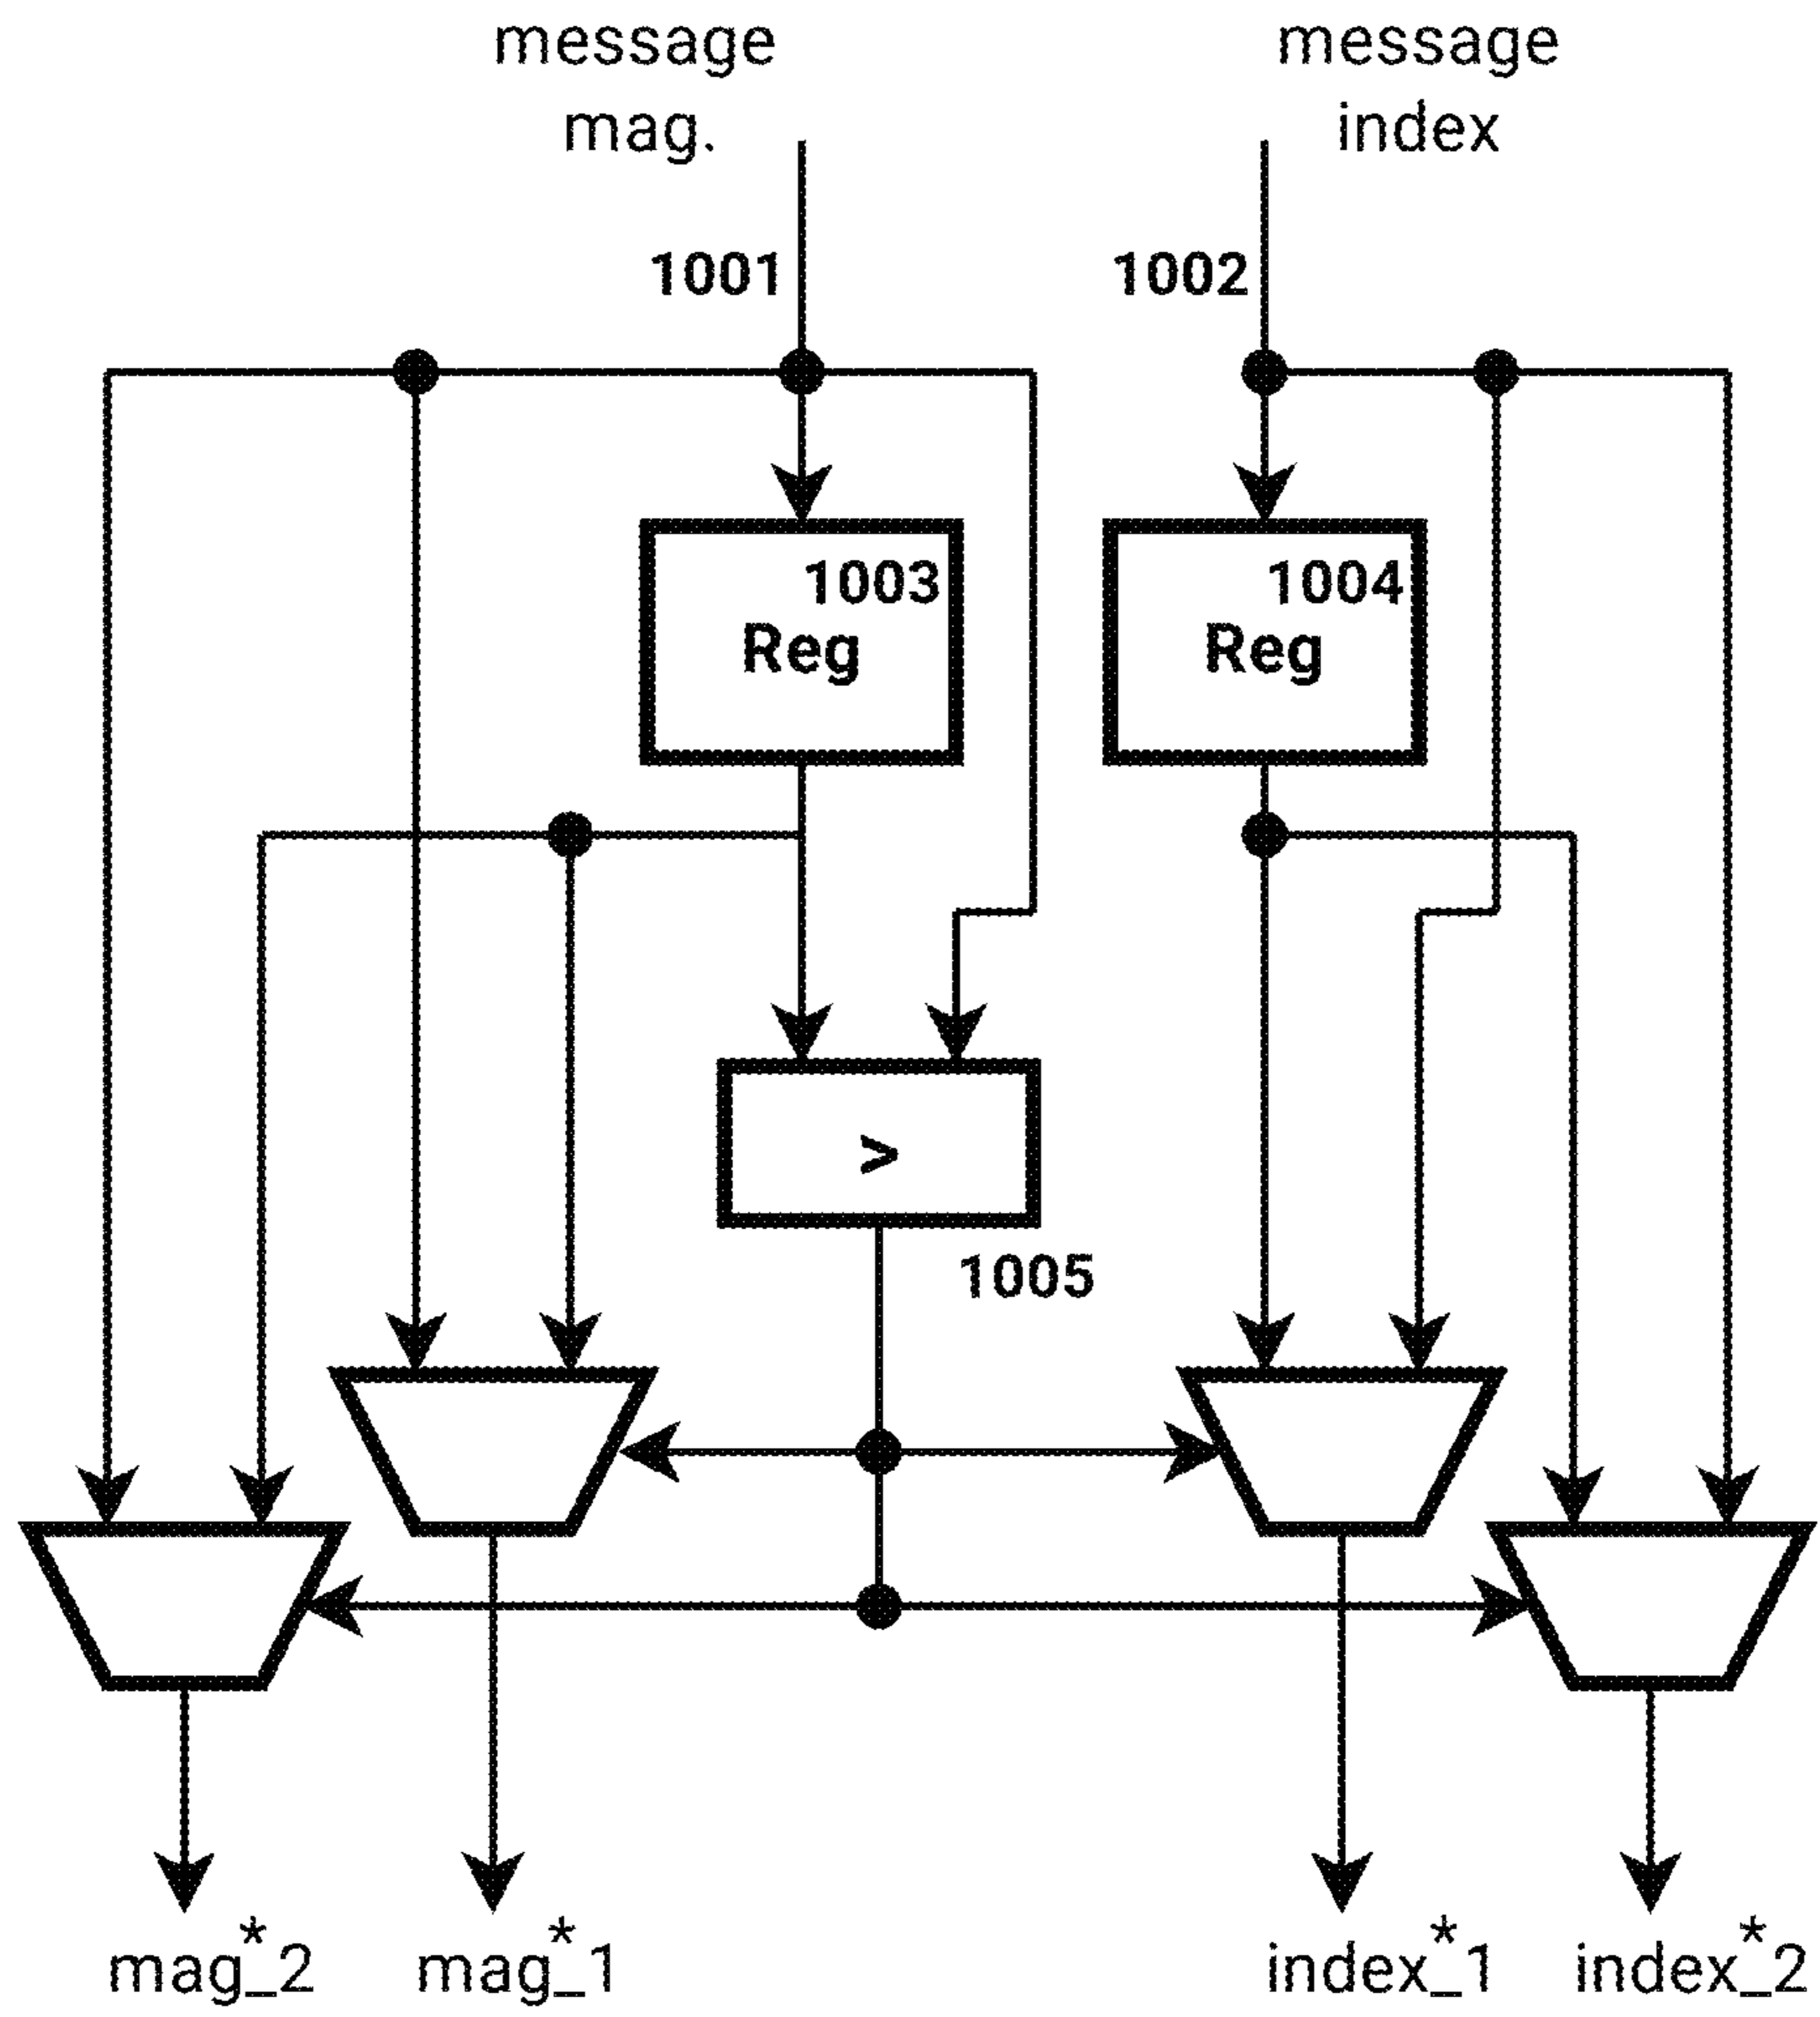 message
mag.
message
index
1001
1002
1003
Reg
1004
Reg
>
1005
mag*_2
mag*_1
index*_1
index*_2